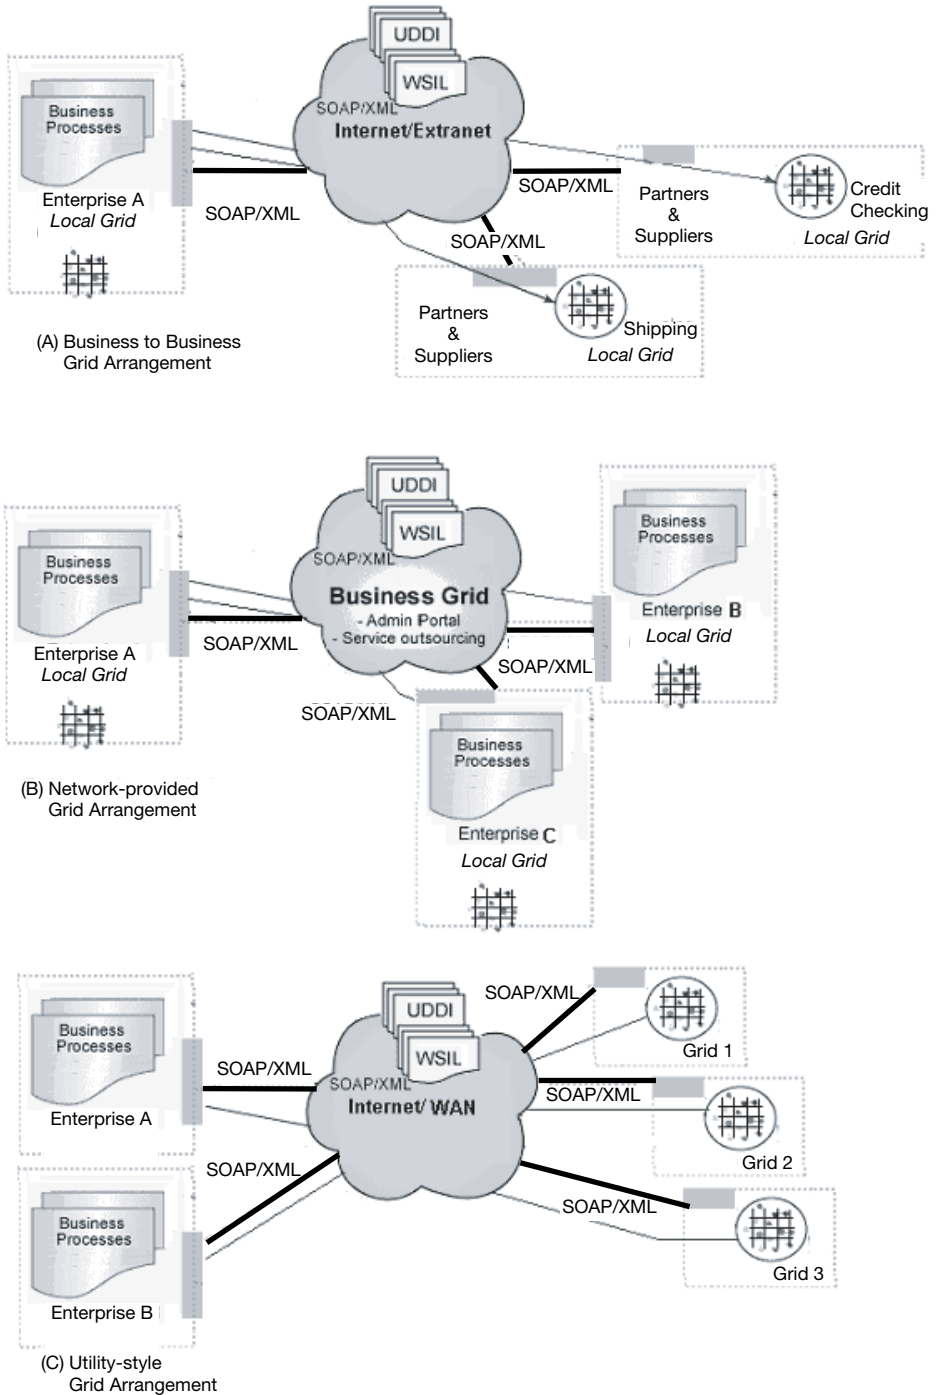 UDDI
WSIL
SOAP/XML
Internet/Extranet
Business
Processes
Enterprise A
Local Grid
SOAP/XML
SOAP/XML
Partners
&
Suppliers
Credit
Checking
Local Grid
SOAP/XML
Partners
&
Suppliers
Shipping
Local Grid
(A) Business to Business
Grid Arrangement
UDDI
WSIL
SOAP/XML
Business Grid
- Admin Portal
- Service outsourcing
Business
Processes
Enterprise A
Local Grid
SOAP/XML
Business
Processes
Enterprise B
Local Grid
SOAP/XML
SOAP/XML
Business
Processes
Enterprise C
Local Grid
(B) Network-provided
Grid Arrangement
UDDI
WSIL
SOAP/XML
Internet/ WAN
Business
Processes
Enterprise A
SOAP/XML
SOAP/XML
Business
Processes
Enterprise B
SOAP/XML
Grid 1
SOAP/XML
Grid 2
SOAP/XML
Grid 3
(C) Utility-style
Grid Arrangement